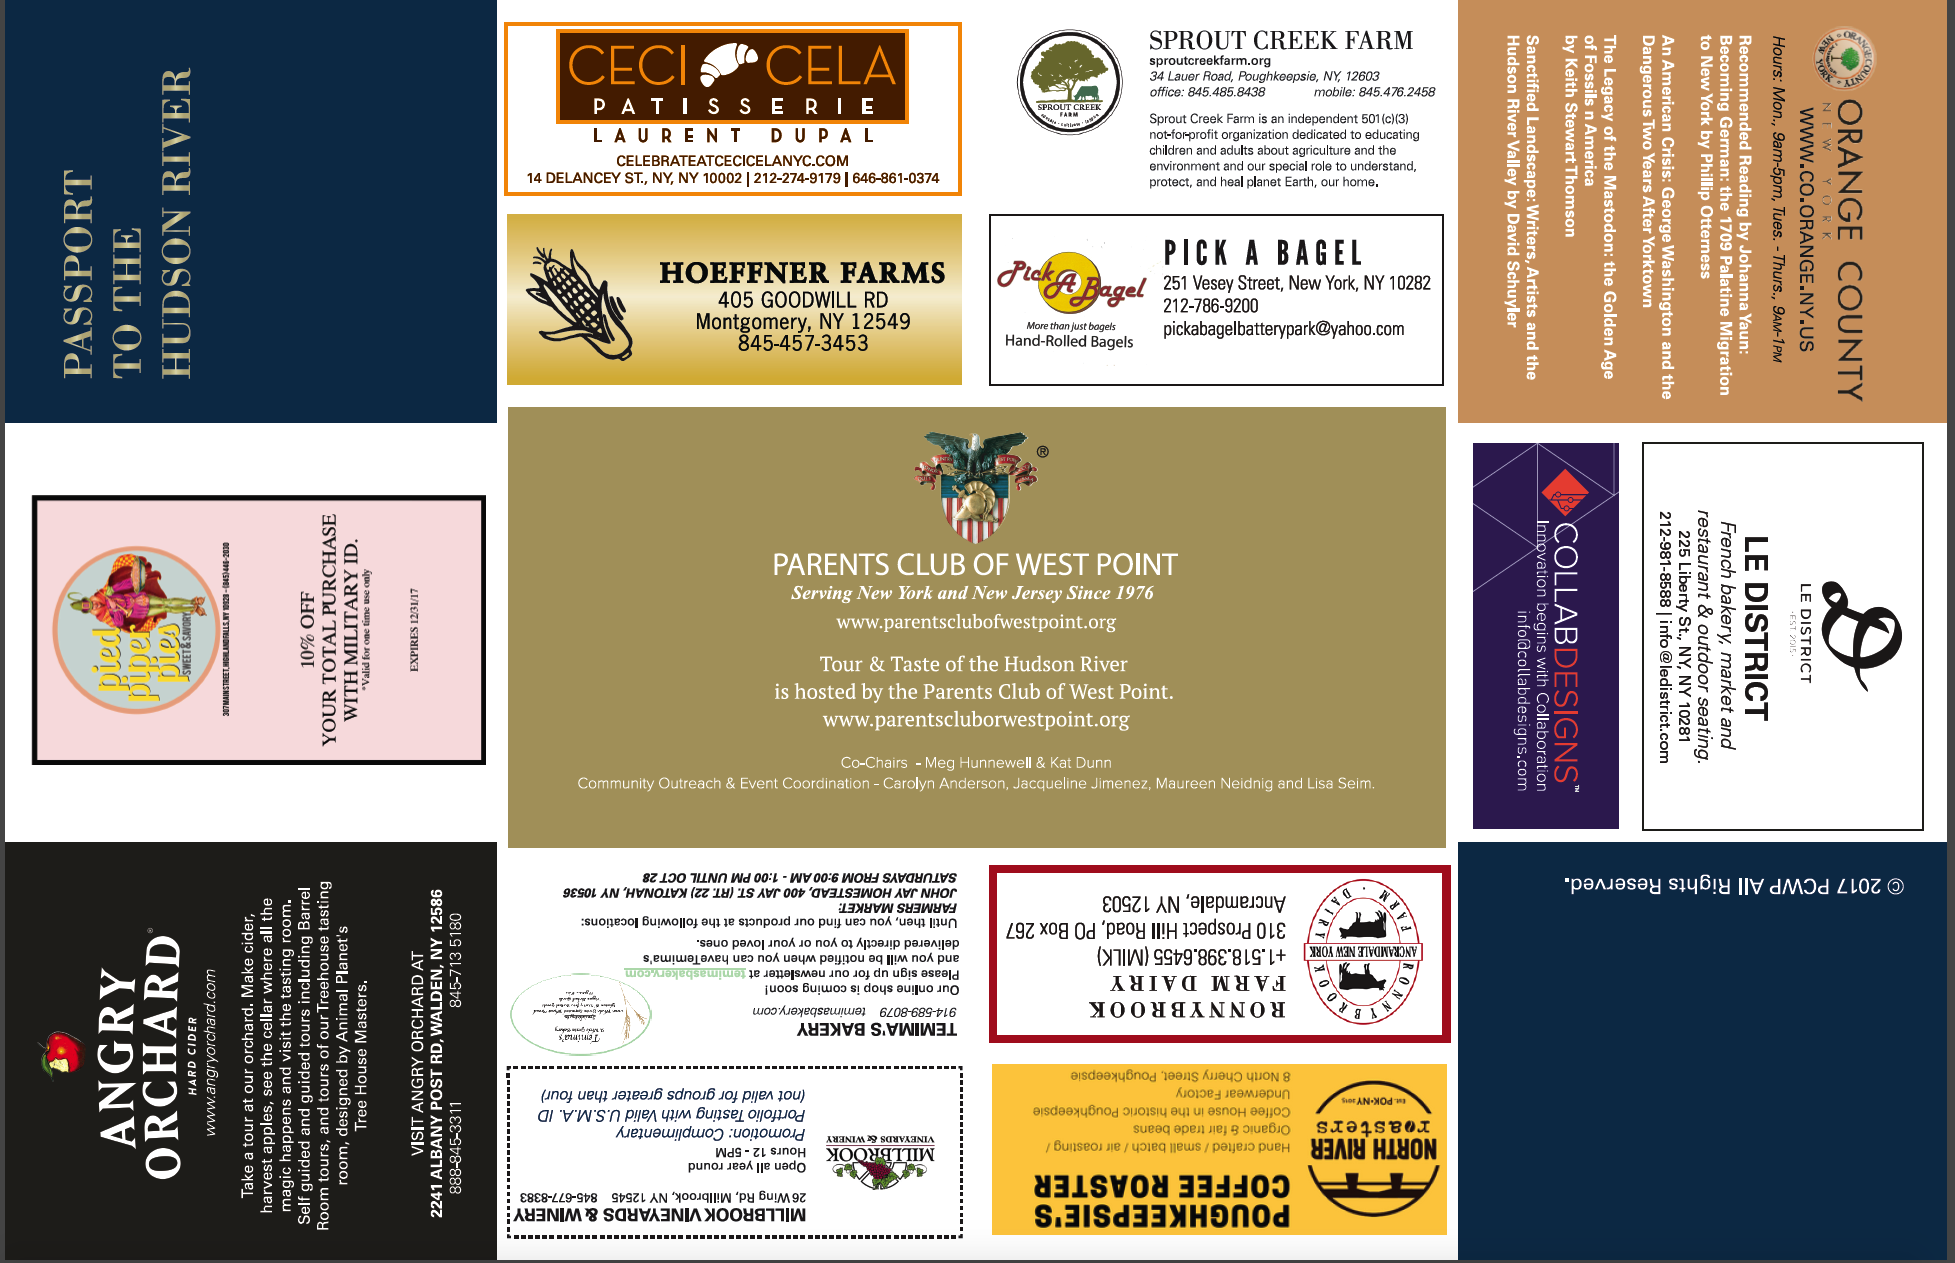 PASSPORT
TO THE
HUDSON RIVER
CECI CELA
PATISSERIE
LAURENT DUPAL
CELEBRATEATCECICELANYC.COM
14 DELANCEY ST., NY, NY 10002 | 212-274-9179 | 646-861-0374
SPROUT CREEK
FARM
SPROUT CREEK FARM
sproutcreekfarm.org
34 Lauer Road, Poughkeepsie, NY, 12603
office: 845.485.8438 mobile: 845.476.2458
Sprout Creek Farm is an independent 501(c)(3)
not-for-profit organization dedicated to educating
children and adults about agriculture and the
environment and our special role to understand,
protect, and heal planet Earth, our home.
HOEFFNER FARMS
405 GOODWILL RD
Montgomery, NY 12549
845-457-3453
Pick A Bagel
More than just bagels
Hand-Rolled Bagels
PICK A BAGEL
251 Vesey Street, New York, NY 10282
212-786-9200
pickabagelbatterypark@yahoo.com
ORANGE COUNTY
NEW YORK
ORANGE COUNTY
NEW YORK
WWW.CO.ORANGE.NY.US
Hours: Mon., 9am-5pm, Tues. - Thurs., 9AM-1PM
Recommended Reading by Johanna Yaun:
Becoming German: the 1709 Palatine Migration
to New York by Phillip Otterness
An American Crisis: George Washington and the
Dangerous Two Years After Yorktown
The Legacy of the Mastodon: the Golden Age
of Fossils n America
by Keith Stewart Thomson
Sanctified Landscape: Writers, Artists and the
Hudson River Valley by David Schuyler
pied
piper
pies
SWEET & SAVORY
307 MAIN STREET, HIGHLAND FALLS, NY 10928 - (845) 446-2030
10% OFF
YOUR TOTAL PURCHASE
WITH MILITARY ID.
*Valid for one time use only
EXPIRES 12/31/17
®
PARENTS CLUB OF WEST POINT
Serving New York and New Jersey Since 1976
www.parentsclubofwestpoint.org
Tour & Taste of the Hudson River
is hosted by the Parents Club of West Point.
www.parentscluborwestpoint.org
Co-Chairs - Meg Hunnewell & Kat Dunn
Community Outreach & Event Coordination - Carolyn Anderson, Jacqueline Jimenez, Maureen Neidnig and Lisa Seim.
COLLABDESIGNS™
Innovation begins with Collaboration
info@collabdesigns.com
LE DISTRICT
·EST. 2015·
LE DISTRICT
French bakery, market and
restaurant & outdoor seating.
225 Liberty St., NY, NY 10281
212-981-8588 | info@ledistrict.com
ANGRY
ORCHARD®
HARD CIDER
www.angryorchard.com
Take a tour at our orchard. Make cider,
harvest apples, see the cellar where all the
magic happens and visit the tasting room.
Self guided and guided tours including Barrel
Room tours, and tours of our Treehouse tasting
room, designed by Animal Planet's
Tree House Masters.
VISIT ANGRY ORCHARD AT
2241 ALBANY POST RD, WALDEN, NY 12586
888-845-3311 845-713 5180
TEMIMA'S BAKERY
914-589-8079 temimasbakery.com
Our online shop is coming soon!
Please sign up for our newsletter at temimasbakery.com
and you will be notified when you can haveTemima's
delivered directly to you or your loved ones.
Until then, you can find our products at the following locations:
FARMERS MARKET:
JOHN JAY HOMESTEAD, 400 JAY ST. (RT. 22) KATONAH, NY 10536
SATURDAYS FROM 9:00 AM - 1:00 PM UNTIL OCT 28
Temima's
RONNYBROOK
ANCRAMDALE NEW YORK
FARM · DAIRY
RONNYBROOK
FARM DAIRY
+1.518.398.6455 (MILK)
310 Prospect Hill Road, PO Box 267
Ancramdale, NY 12503
MILLBROOK VINEYARDS & WINERY
26 Wing Rd, Millbrook, NY 12545 845-677-8383
Open all year round
Hours 12 - 5PM
Promotion: Complimentary
Portfolio Tasting with Valid U.S.M.A. ID
(not valid for groups greater than four)
MILLBROOK
VINEYARDS & WINERY
NORTH RIVER
roasters
Est. POK·NY 2015
POUGHKEEPSIE'S
COFFEE ROASTER
Hand crafted / small batch / air roasting /
Organic & fair trade beans
Coffee House in the historic Poughkeepsie
Underwear Factory
8 North Cherry Street, Poughkeepsie
© 2017 PCWP All Rights Reserved.